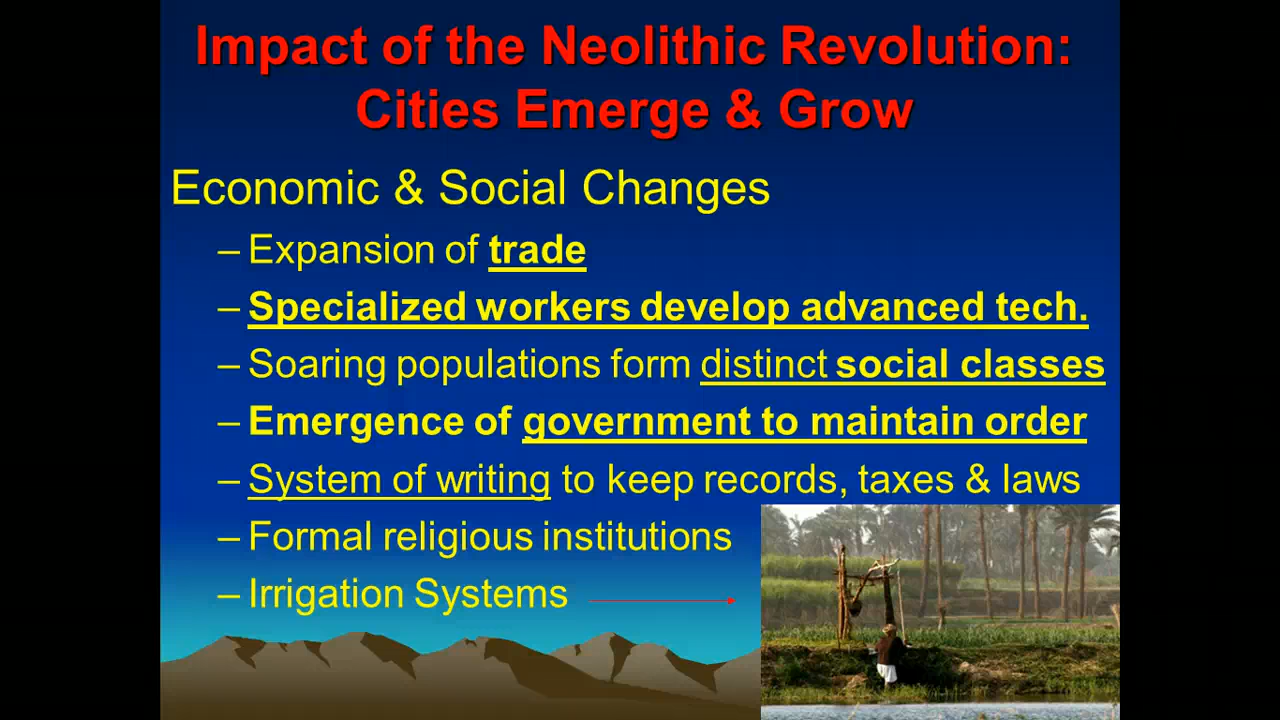 Impact of the Neolithic Revolution:
Cities Emerge & Grow
Economic & Social Changes
– Expansion of trade
– Specialized workers develop advanced tech.
– Soaring populations form distinct social classes
– Emergence of government to maintain order
– System of writing to keep records, taxes & laws
– Formal religious institutions
– Irrigation Systems